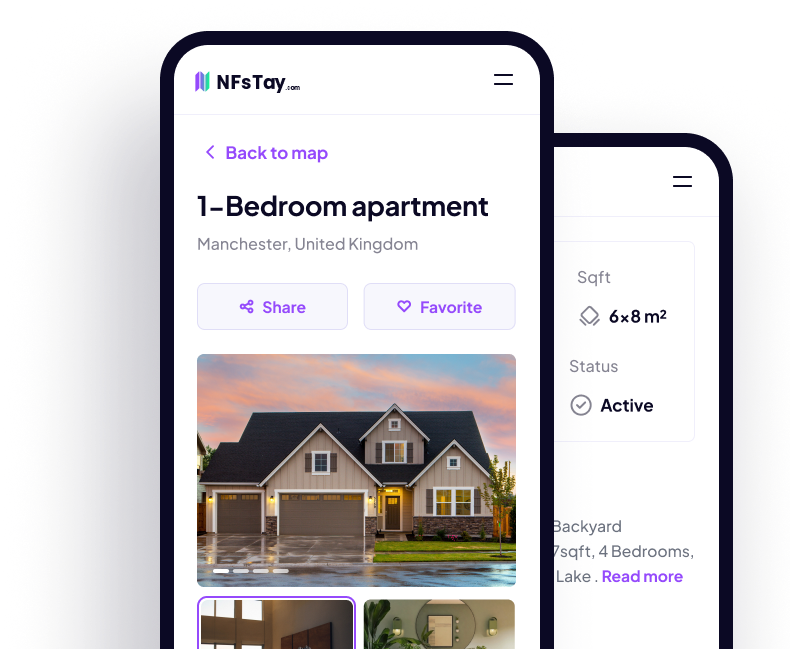 NFsTay.com
Back to map
1-Bedroom apartment
Manchester, United Kingdom
Share
Favorite
Sqft
6×8 m²
Status
Active
Backyard
7sqft, 4 Bedrooms,
Lake . Read more